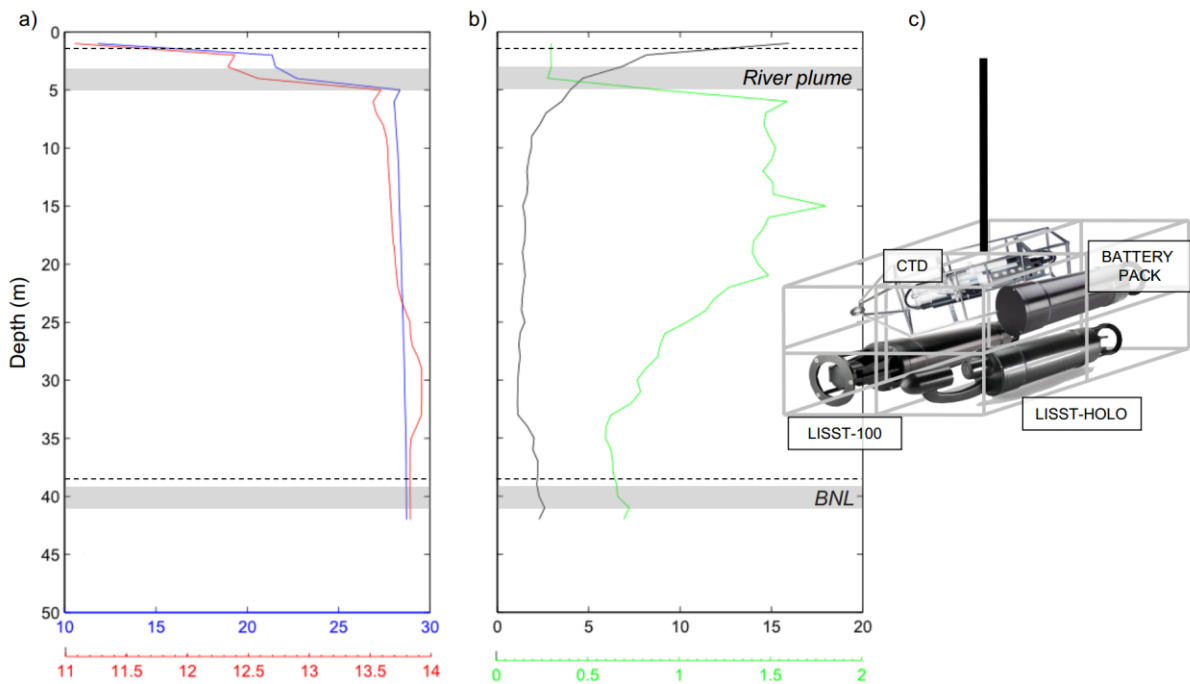 a)
b)
c)
0
5
10
15
20
25
30
35
40
45
50
Depth (m)
River plume
BNL
10 15 20 25 30
11 11.5 12 12.5 13 13.5 14
0 5 10 15 20
0 0.5 1 1.5 2
CTD
BATTERY
PACK
LISST-HOLO
LISST-100